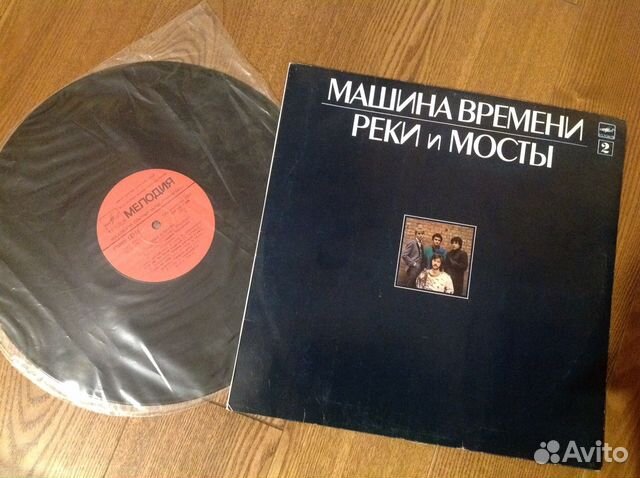 МАШИНА ВРЕМЕНИ
РЕКИ и МОСТЫ
2
МЕЛОДИЯ
Avito